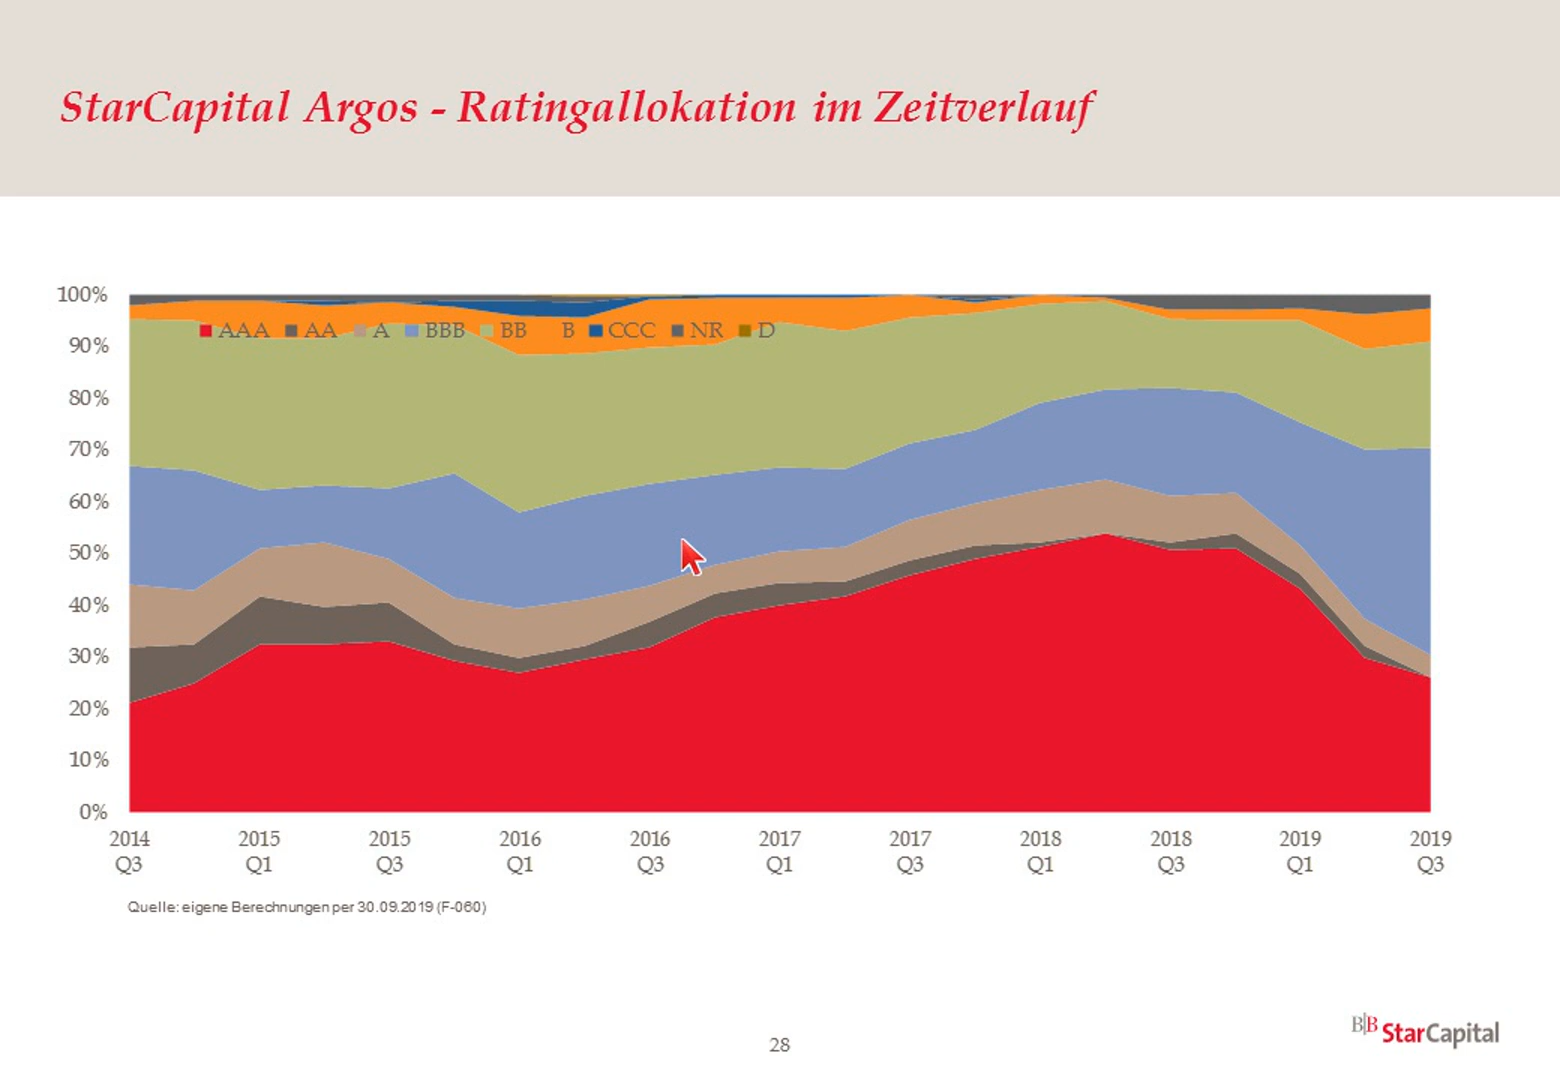 StarCapital Argos - Ratingallokation im Zeitverlauf
100%
AAA AA A BBB BB B CCC NR D
90%
80%
70%
60%
50%
40%
30%
20%
10%
0%
2014 2015 2015 2016 2016 2017 2017 2018 2018 2019 2019
Q3 Q1 Q3 Q1 Q3 Q1 Q3 Q1 Q3 Q1 Q3
Quelle: eigene Berechnungen per 30.09.2019 (F-060)
B|B StarCapital
28